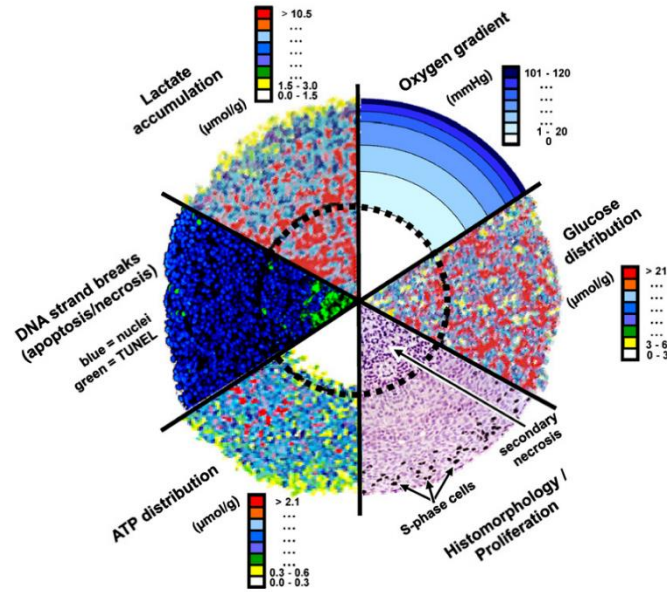 Lactate
accumulation
(µmol/g)
> 10.5
...
...
...
...
...
1.5 - 3.0
0.0 - 1.5
Oxygen gradient
(mmHg)
101 - 120
...
...
...
...
1 - 20
0
Glucose
distribution
(µmol/g)
> 21
...
...
...
...
...
3 - 6
0 - 3
DNA strand breaks
(apoptosis/necrosis)
blue = nuclei
green = TUNEL
secondary
necrosis
S-phase cells
Histomorphology /
Proliferation
ATP distribution
(µmol/g)
> 2.1
...
...
...
...
...
0.3 - 0.6
0.0 - 0.3